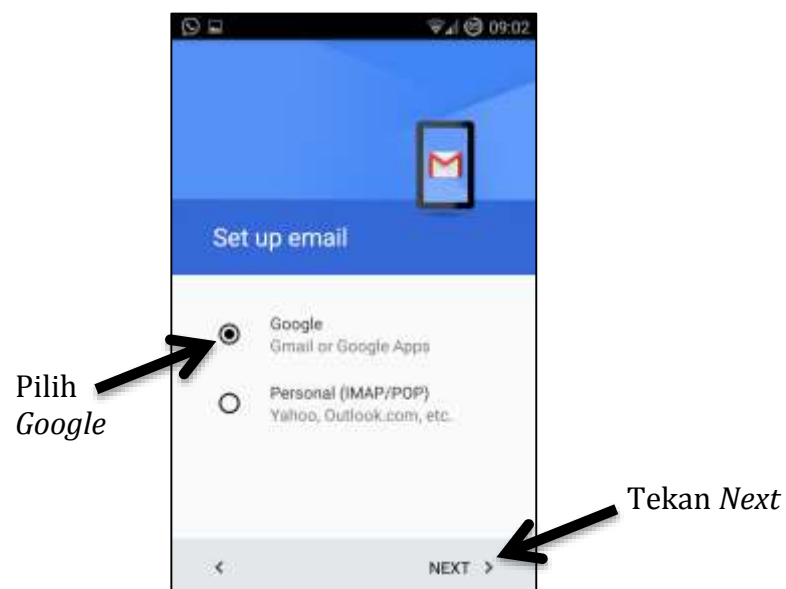 09:02
Set up email
Google
Gmail or Google Apps
Personal (IMAP/POP)
Yahoo, Outlook.com, etc.
Pilih
Google
Tekan Next
NEXT